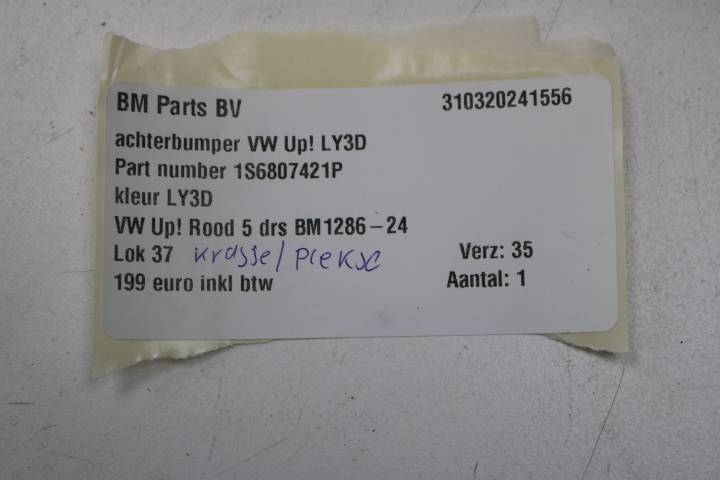 BM Parts BV 310320241556
achterbumper VW Up! LY3D
Part number 1S6807421P
kleur LY3D
VW Up! Rood 5 drs BM1286-24
Lok 37 krasse/ Verz: 35
199 euro inkl btw Aantal: 1